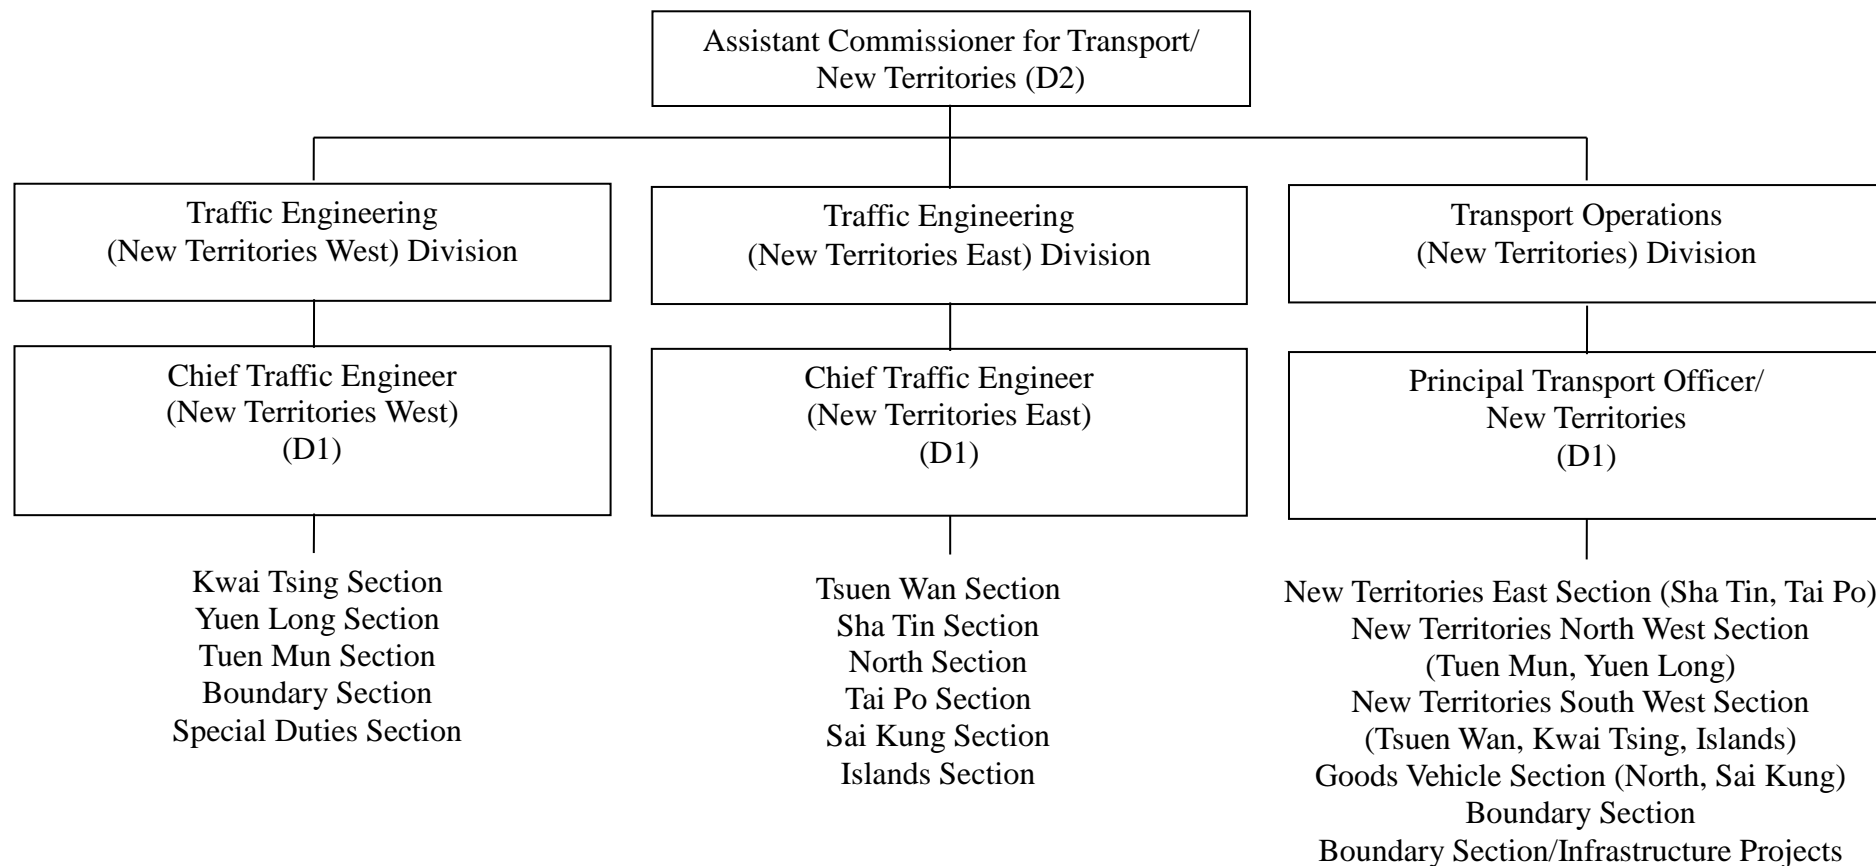 Assistant Commissioner for Transport/
New Territories (D2)
Traffic Engineering
(New Territories West) Division
Traffic Engineering
(New Territories East) Division
Transport Operations
(New Territories) Division
Chief Traffic Engineer
(New Territories West)
(D1)
Chief Traffic Engineer
(New Territories East)
(D1)
Principal Transport Officer/
New Territories
(D1)
Kwai Tsing Section
Yuen Long Section
Tuen Mun Section
Boundary Section
Special Duties Section
Tsuen Wan Section
Sha Tin Section
North Section
Tai Po Section
Sai Kung Section
Islands Section
New Territories East Section (Sha Tin, Tai Po)
New Territories North West Section
(Tuen Mun, Yuen Long)
New Territories South West Section
(Tsuen Wan, Kwai Tsing, Islands)
Goods Vehicle Section (North, Sai Kung)
Boundary Section
Boundary Section/Infrastructure Projects